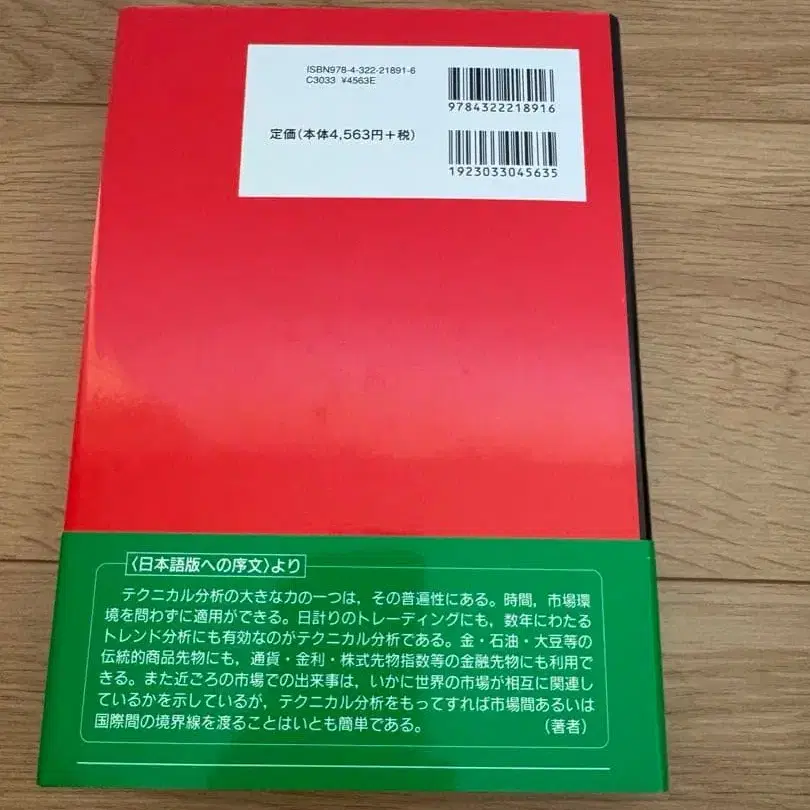 ISBN978-4-322-21891-6
C3033 ¥4563E
9784322218916
定価(本体4,563円+税)
1923033045635
〈日本語版への序文〉より
テクニカル分析の大きな力の一つは，その普遍性にある。時間，市場環
境を問わずに適用ができる。日計りのトレーディングにも，数年にわたる
トレンド分析にも有効なのがテクニカル分析である。金・石油・大豆等の
伝統的商品先物にも，通貨・金利・株式先物指数等の金融先物にも利用で
きる。また近ごろの市場での出来事は，いかに世界の市場が相互に関連し
ているかを示しているが，テクニカル分析をもってすれば市場間あるいは
国際間の境界線を渡ることはいとも簡単である。 （著者）